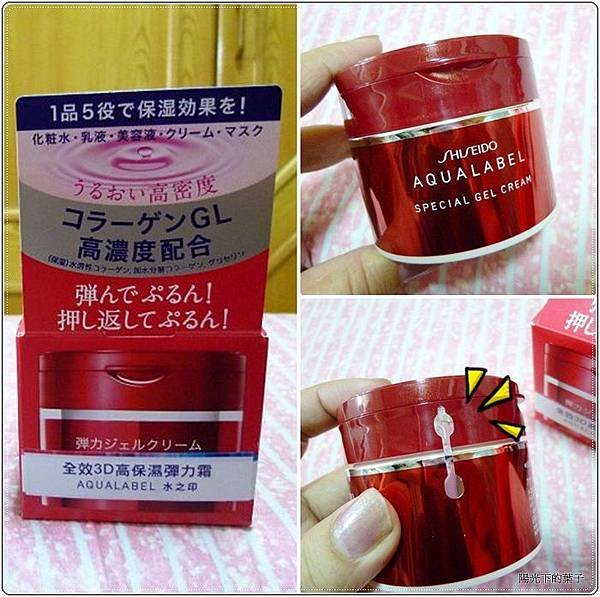 1品5役で保湿効果を!
化粧水・乳液・美容液・クリーム・マスク
うるおい高密度
コラーゲンGL
高濃度配合
(保湿)水溶性コラーゲン, 加水分解コラーゲン, グリセリン
弾んでぷるん!
押し返してぷるん!
弾力ジェルクリーム
全效3D高保濕彈力霜
AQUALABEL 水之印
SHISEIDO
AQUALABEL
SPECIAL GEL CREAM
押し
全效3D高
陽光下的葉子